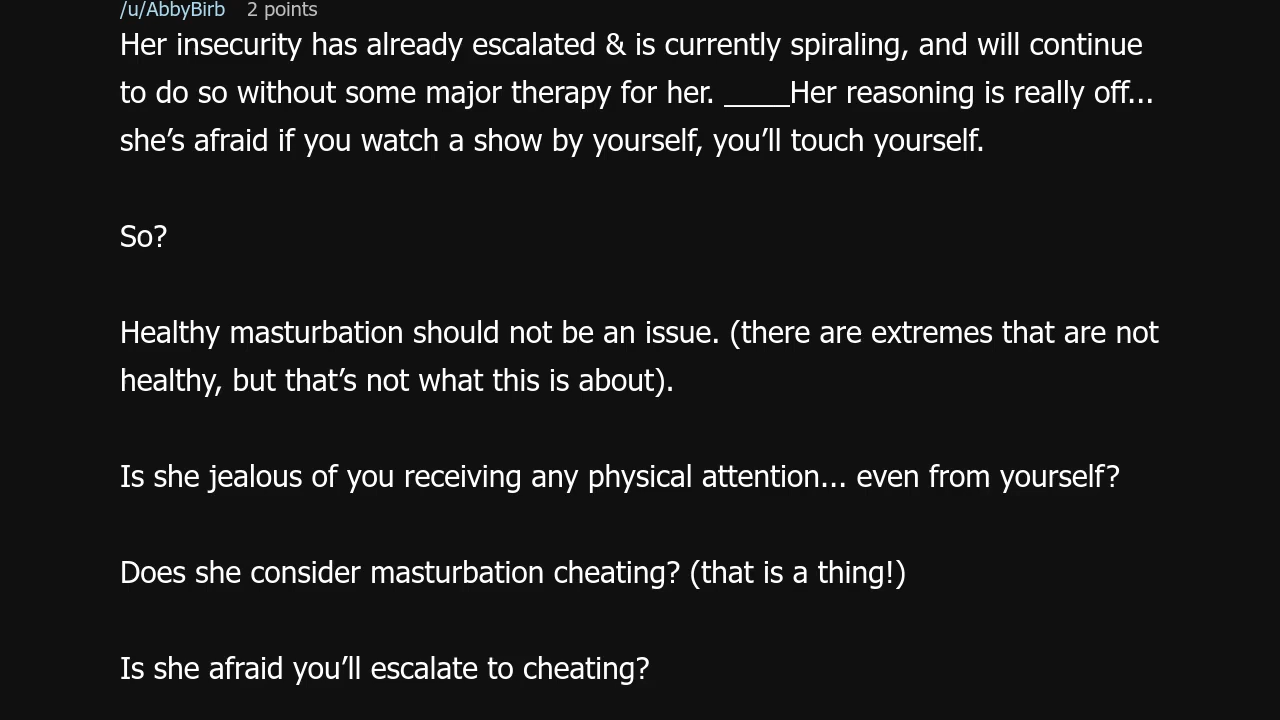 /u/AbbyBirb 2 points
Her insecurity has already escalated & is currently spiraling, and will continue
to do so without some major therapy for her. ____Her reasoning is really off...
she’s afraid if you watch a show by yourself, you’ll touch yourself.
So?
Healthy masturbation should not be an issue. (there are extremes that are not
healthy, but that’s not what this is about).
Is she jealous of you receiving any physical attention... even from yourself?
Does she consider masturbation cheating? (that is a thing!)
Is she afraid you’ll escalate to cheating?